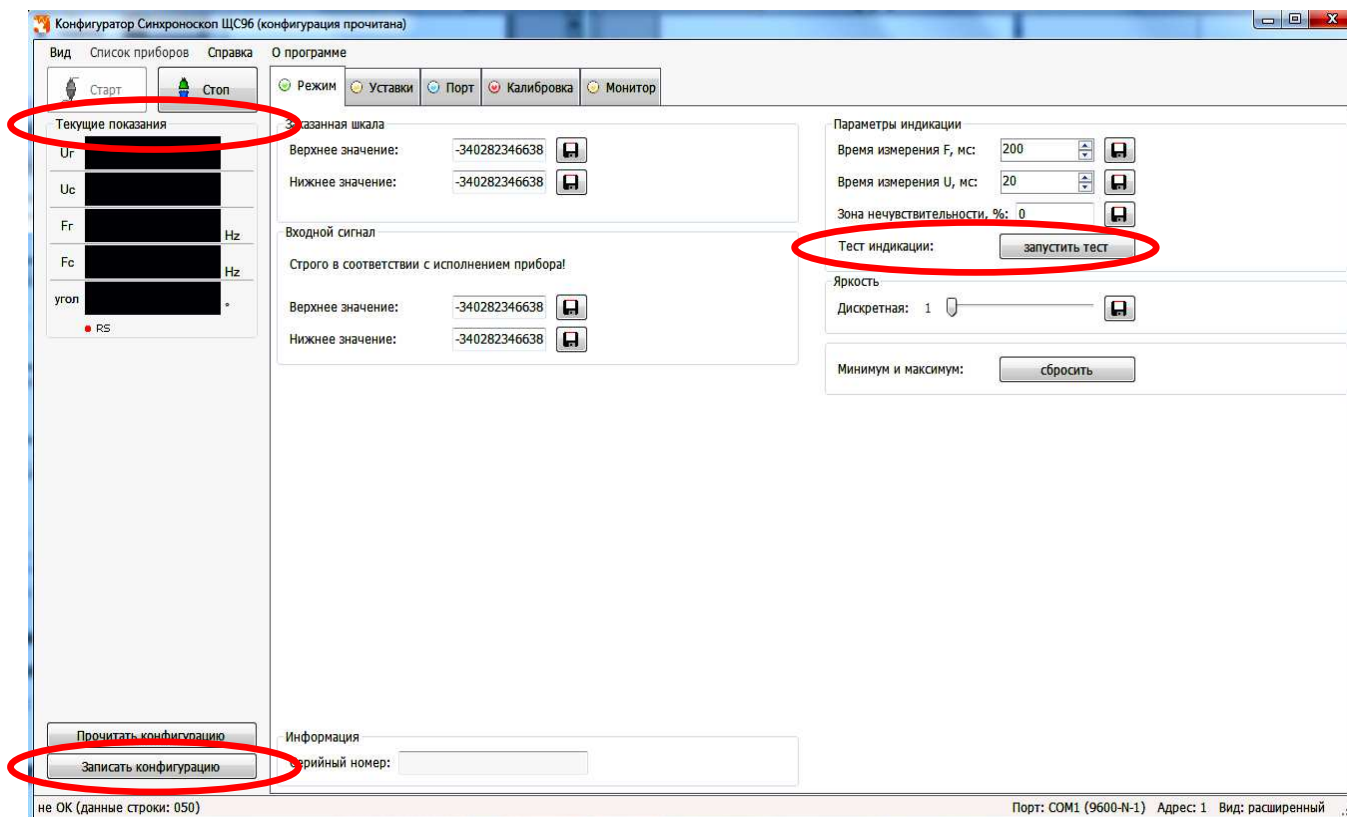 Конфигуратор Синхроноскоп ЩС96 (конфигурация прочитана)
Вид Список приборов Справка О программе
Старт Стоп
Режим Уставки Порт Калибровка Монитор
Текущие показания
Ur
Uc
Fr Hz
Fc Hz
угол °
RS
Заказанная шкала
Верхнее значение: -340282346638
Нижнее значение: -340282346638
Входной сигнал
Строго в соответствии с исполнением прибора!
Верхнее значение: -340282346638
Нижнее значение: -340282346638
Параметры индикации
Время измерения F, мс: 200
Время измерения U, мс: 20
Зона нечувствительности, %: 0
Тест индикации: запустить тест
Яркость
Дискретная: 1
Минимум и максимум: сбросить
Прочитать конфигурацию
Записать конфигурацию
Информация
Серийный номер:
не ОК (данные строки: 050)
Порт: COM1 (9600-N-1) Адрес: 1 Вид: расширенный